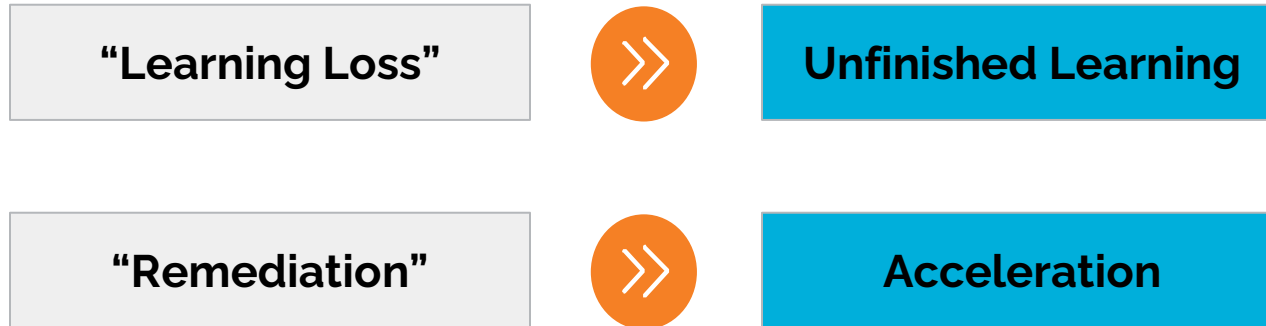 “Learning Loss”
Unfinished Learning
“Remediation”
Acceleration